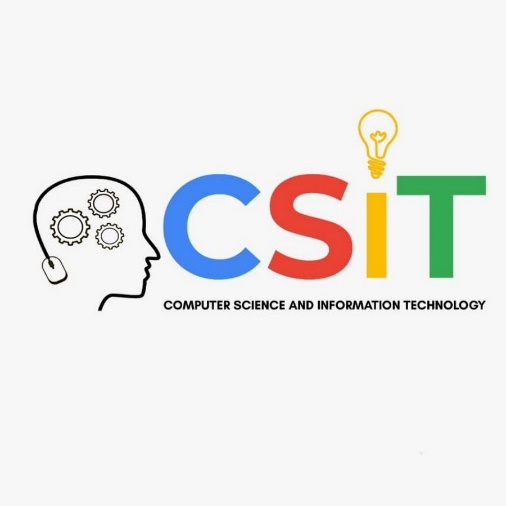 CSiT
COMPUTER SCIENCE AND INFORMATION TECHNOLOGY